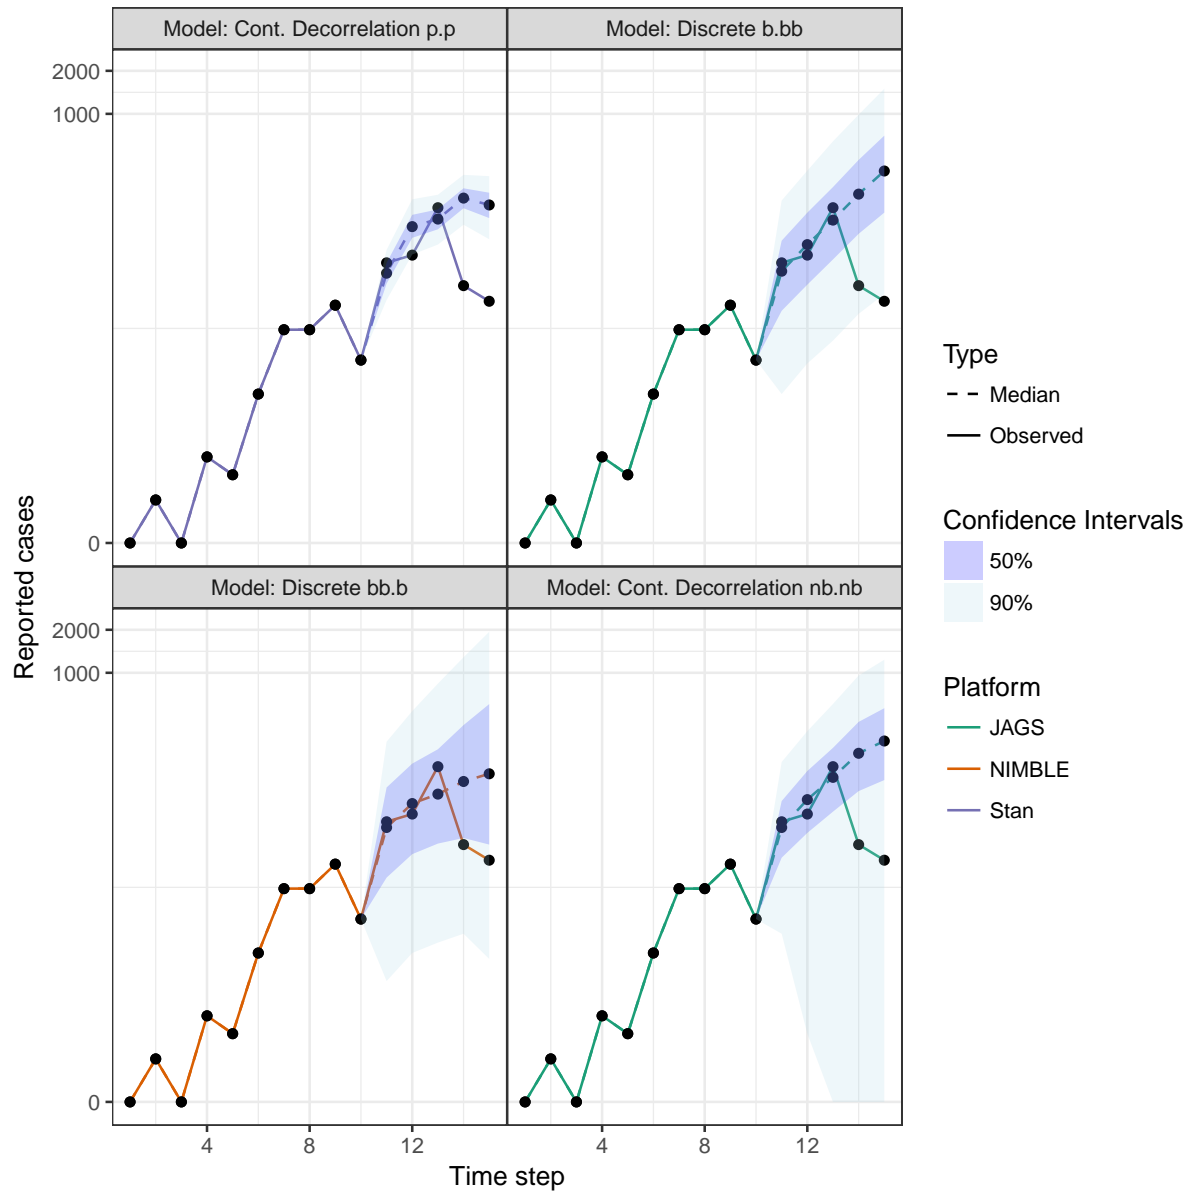 Model: Cont. Decorrelation p.p
Model: Discrete b.bb
2000
1000
0
Model: Discrete bb.b
Model: Cont. Decorrelation nb.nb
2000
1000
0
4
8
12
4
8
12
Time step
Reported cases
Type
Median
Observed
Confidence Intervals
50%
90%
Platform
JAGS
NIMBLE
Stan